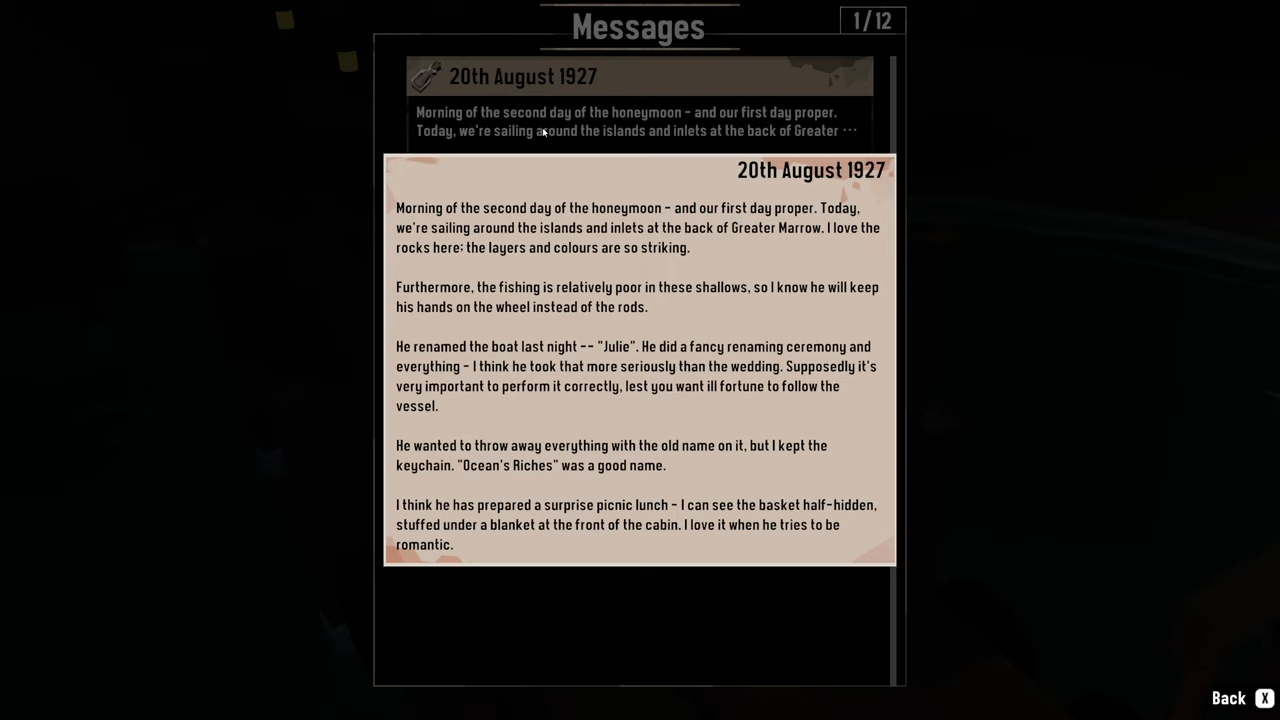 Messages
1/12
20th August 1927
Morning of the second day of the honeymoon - and our first day proper.
Today, we're sailing around the islands and inlets at the back of Greater ···
20th August 1927
Morning of the second day of the honeymoon - and our first day proper. Today,
we're sailing around the islands and inlets at the back of Greater Marrow. I love the
rocks here: the layers and colours are so striking.
Furthermore, the fishing is relatively poor in these shallows, so I know he will keep
his hands on the wheel instead of the rods.
He renamed the boat last night -- "Julie". He did a fancy renaming ceremony and
everything - I think he took that more seriously than the wedding. Supposedly it's
very important to perform it correctly, lest you want ill fortune to follow the
vessel.
He wanted to throw away everything with the old name on it, but I kept the
keychain. "Ocean's Riches" was a good name.
I think he has prepared a surprise picnic lunch - I can see the basket half-hidden,
stuffed under a blanket at the front of the cabin. I love it when he tries to be
romantic.
Back X